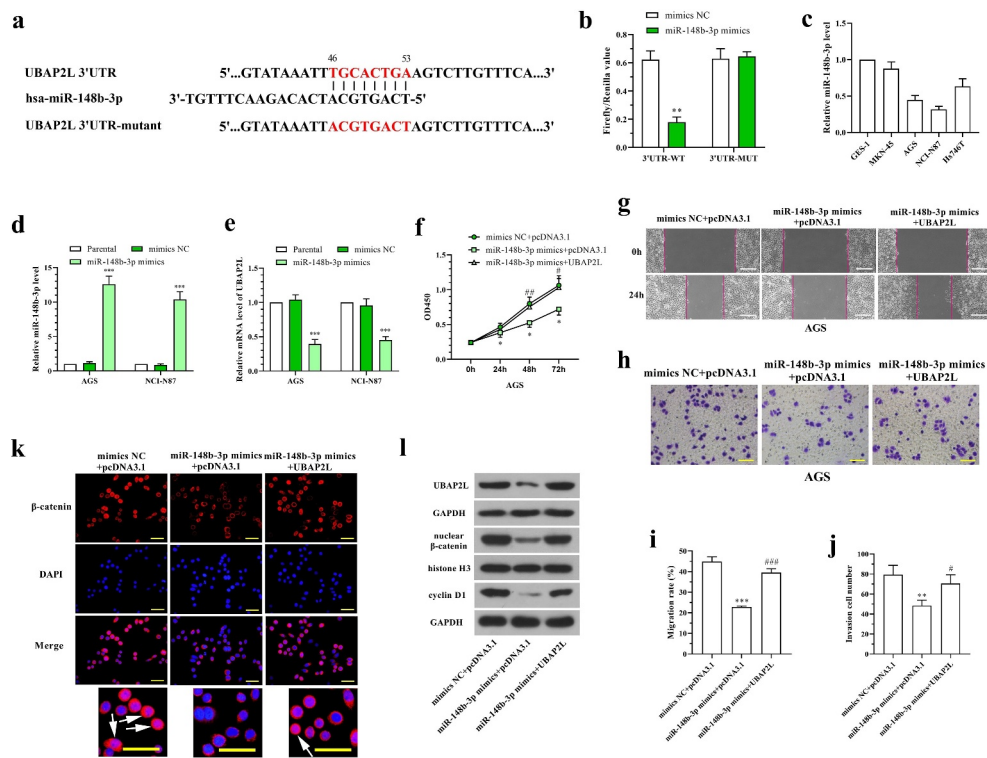 a
46 53
UBAP2L 3'UTR 5'...GTATAAATTTGCACTGAAGTCTTGTTTCA...3'
hsa-miR-148b-3p 3'-TGTTTCAAGACACTACGTGACT-5'
UBAP2L 3'UTR-mutant 5'...GTATAAATTACGTGACTAGTCTTGTTTCA...3'
b
mimics NC
miR-148b-3p mimics
Firefly/Renilla value
0.8
0.6
0.4
0.2
0.0
**
3'UTR-WT 3'UTR-MUT
c
Relative miR-148b-3p level
1.5
1.0
0.5
0.0
GES-1
MKN-45
AGS
NCI-N87
Hs746T
d
Parental mimics NC
miR-148b-3p mimics
Relative miR-148b-3p level
15
10
5
0
***
***
AGS NCI-N87
e
Parental mimics NC
miR-148b-3p mimics
Relative mRNA level of UBAP2L
1.5
1.0
0.5
0.0
***
***
AGS NCI-N87
f
mimics NC+pcDNA3.1
miR-148b-3p mimics+pcDNA3.1
miR-148b-3p mimics+UBAP2L
OD450
1.5
1.0
0.5
0.0
##
#
*
*
*
0h 24h 48h 72h
AGS
g
mimics NC+pcDNA3.1
miR-148b-3p mimics
+pcDNA3.1
miR-148b-3p mimics
+UBAP2L
0h
24h
AGS
h
mimics NC+pcDNA3.1
miR-148b-3p mimics
+pcDNA3.1
miR-148b-3p mimics
+UBAP2L
AGS
k
mimics NC
+pcDNA3.1
miR-148b-3p mimics
+pcDNA3.1
miR-148b-3p mimics
+UBAP2L
β-catenin
DAPI
Merge
l
UBAP2L
GAPDH
nuclear
β-catenin
histone H3
cyclin D1
GAPDH
mimics NC+pcDNA3.1
miR-148b-3p mimics+pcDNA3.1
miR-148b-3p mimics+UBAP2L
i
Migration rate (%)
60
50
40
30
20
10
0
***
###
mimics NC+pcDNA3.1
miR-148b-3p mimics+pcDNA3.1
miR-148b-3p mimics+UBAP2L
j
Invasion cell number
100
80
60
40
20
0
**
#
mimics NC+pcDNA3.1
miR-148b-3p mimics+pcDNA3.1
miR-148b-3p mimics+UBAP2L